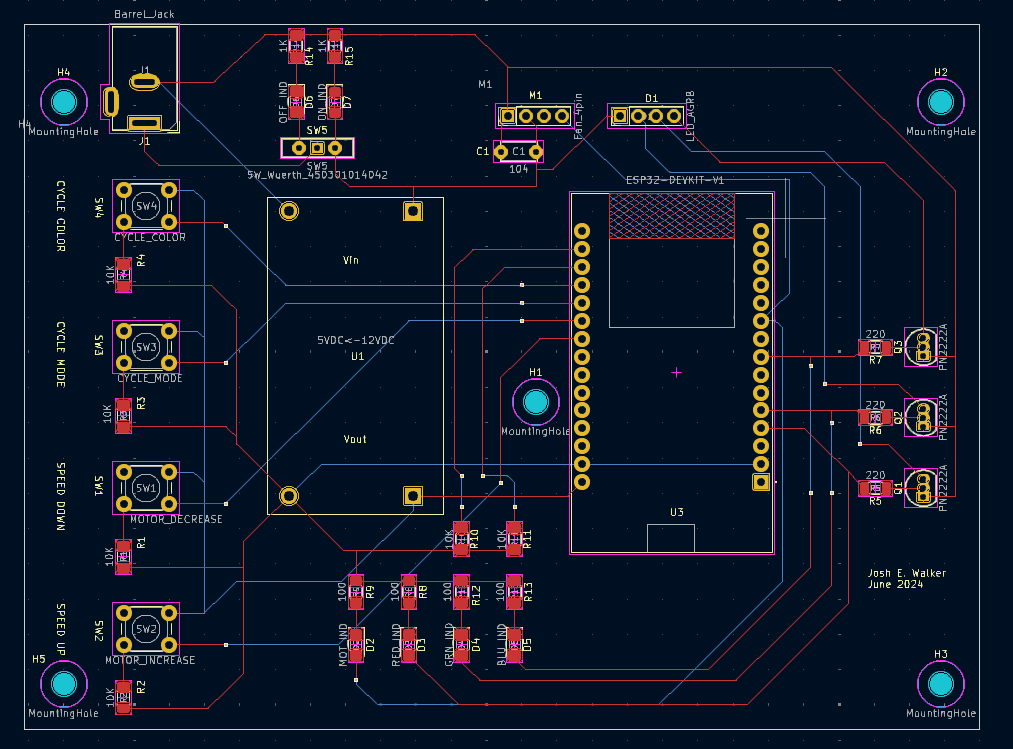 Barrel_Jack
J1
J1
H4
H4
MountingHole
1K
R14
1K
R15
OFF_IND
D6
ON_IND
D7
SW5
SW5
SW_Wuerth_450301014042
M1
M1
Fan_4pin
C1
C1
104
D1
LED_AGRB
H2
MountingHole
ESP32-DEVKIT-V1
CYCLE COLOR
SW4
SW4
CYCLE_COLOR
10K
R4
Vin
5VDC<-12VDC
U1
Vout
CYCLE MODE
SW3
SW3
CYCLE_MODE
10K
R3
H1
MountingHole
220
R7
Q3
PN2222A
220
R6
Q2
PN2222A
220
R5
Q1
PN2222A
SPEED DOWN
SW1
SW1
MOTOR_DECREASE
10K
R1
U3
10K
R10
10K
R11
100
R9
100
R8
100
R12
100
R13
MOT_IND
D2
RED_IND
D3
GRN_IND
D4
BLU_IND
D5
Josh E. Walker
June 2024
SPEED UP
SW2
SW2
MOTOR_INCREASE
10K
R2
H5
MountingHole
H3
MountingHole